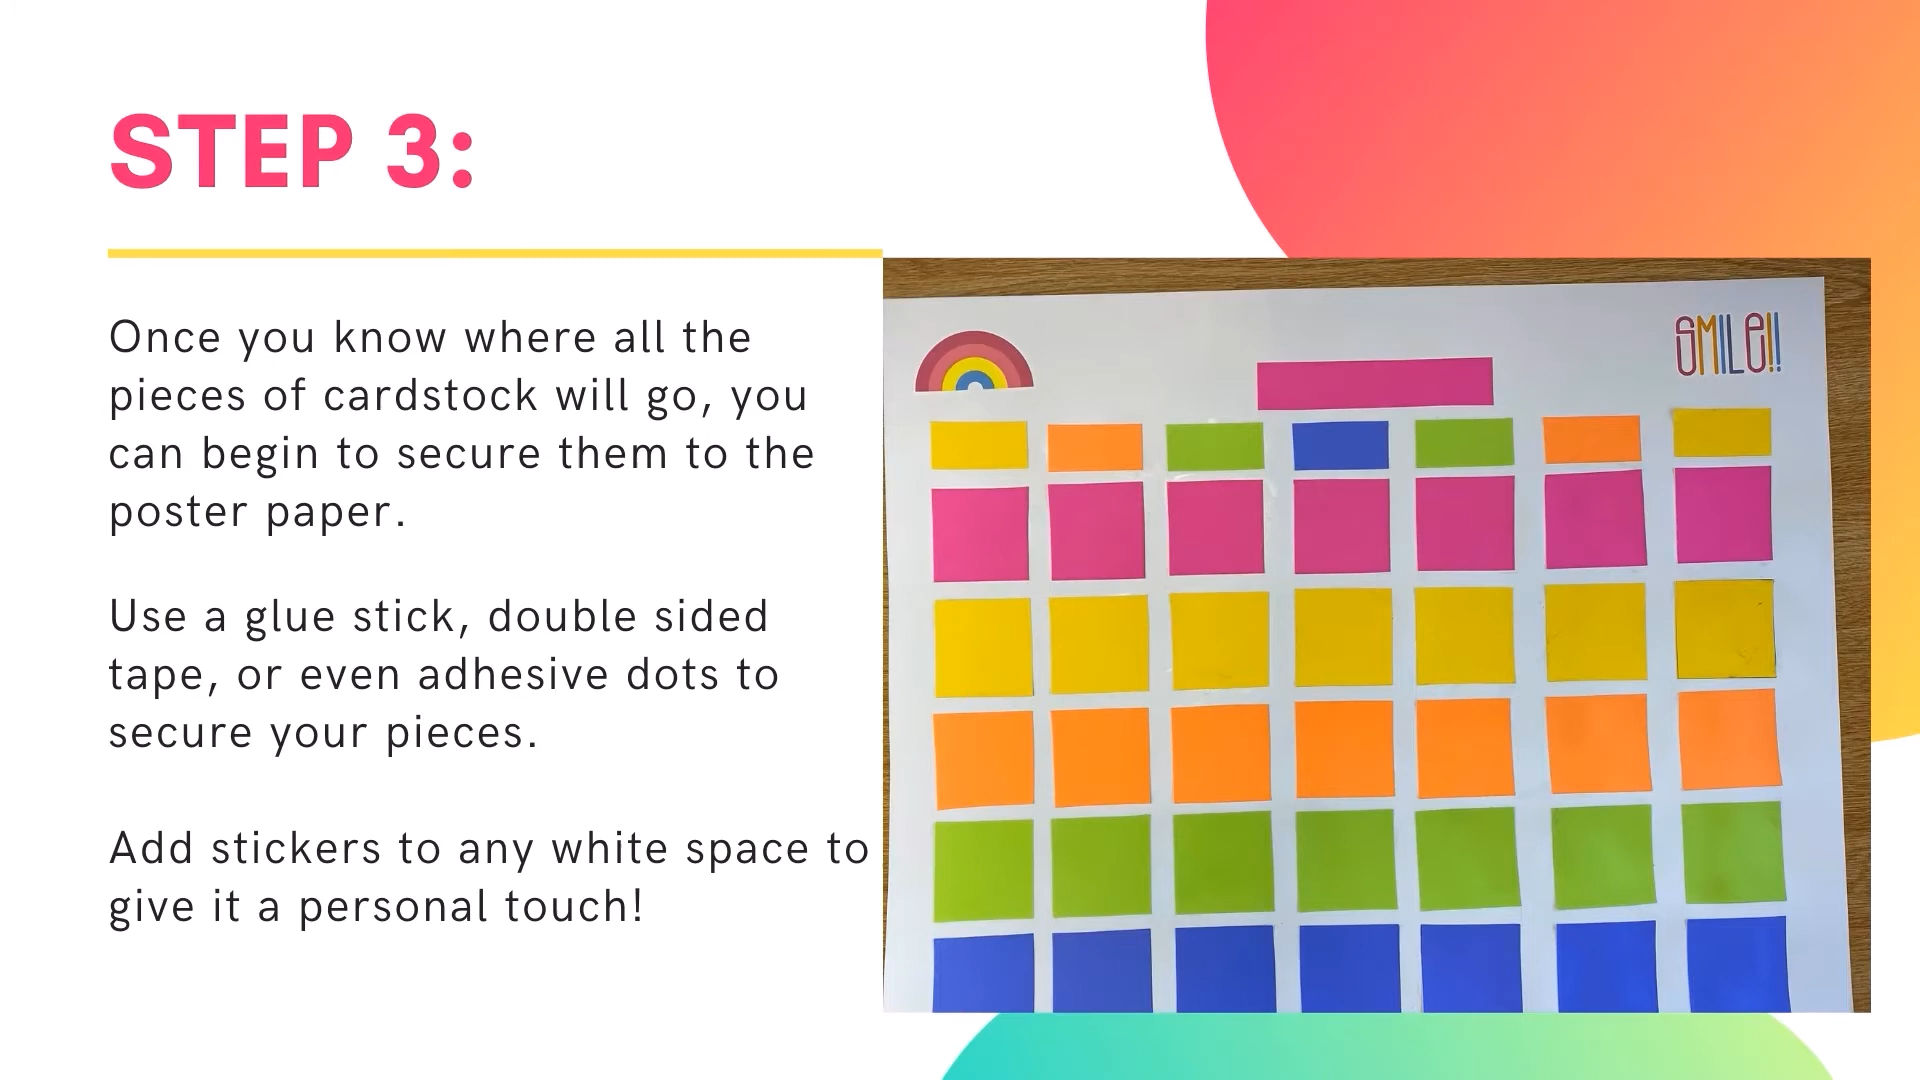 STEP 3:
Once you know where all the
pieces of cardstock will go, you
can begin to secure them to the
poster paper.
Use a glue stick, double sided
tape, or even adhesive dots to
secure your pieces.
Add stickers to any white space to
give it a personal touch!
SMILE!!